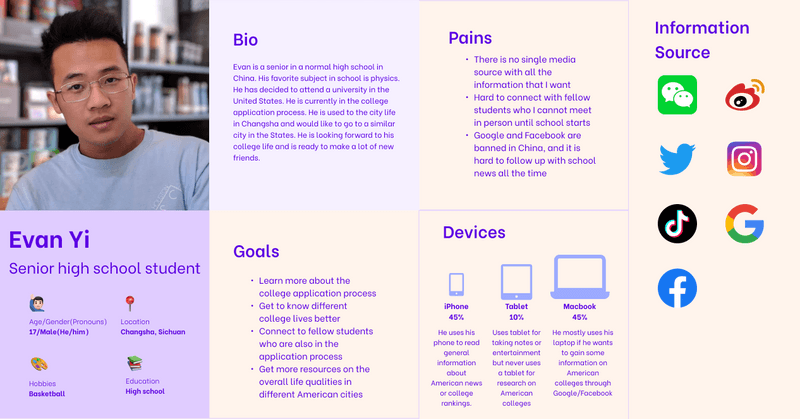 Bio
Evan is a senior in a normal high school in
China. His favorite subject in school is physics.
He has decided to attend a university in the
United States. He is currently in the college
application process. He is used to the city life
in Changsha and would like to go to a similar
city in the States. He is looking forward to his
college life and is ready to make a lot of new
friends.
Pains
• There is no single media
source with all the
information that I want
• Hard to connect with fellow
students who I cannot meet
in person until school starts
• Google and Facebook are
banned in China, and it is
hard to follow up with school
news all the time
Information
Source
Evan Yi
Senior high school student
Age/Gender(Pronouns)
17/Male(He/him)
Location
Changsha, Sichuan
Hobbies
Basketball
Education
High school
Goals
• Learn more about the
college application process
• Get to know different
college lives better
• Connect to fellow students
who are also in the
application process
• Get more resources on the
overall life qualities in
different American cities
Devices
iPhone
45%
He uses his
phone to read
general
information
about
American news
or college
rankings.
Tablet
10%
Uses tablet for
taking notes or
entertainment
but never uses
a tablet for
research on
American
colleges
Macbook
45%
He mostly uses his
laptop if he wants
to gain some
information on
American
colleges through
Google/Facebook